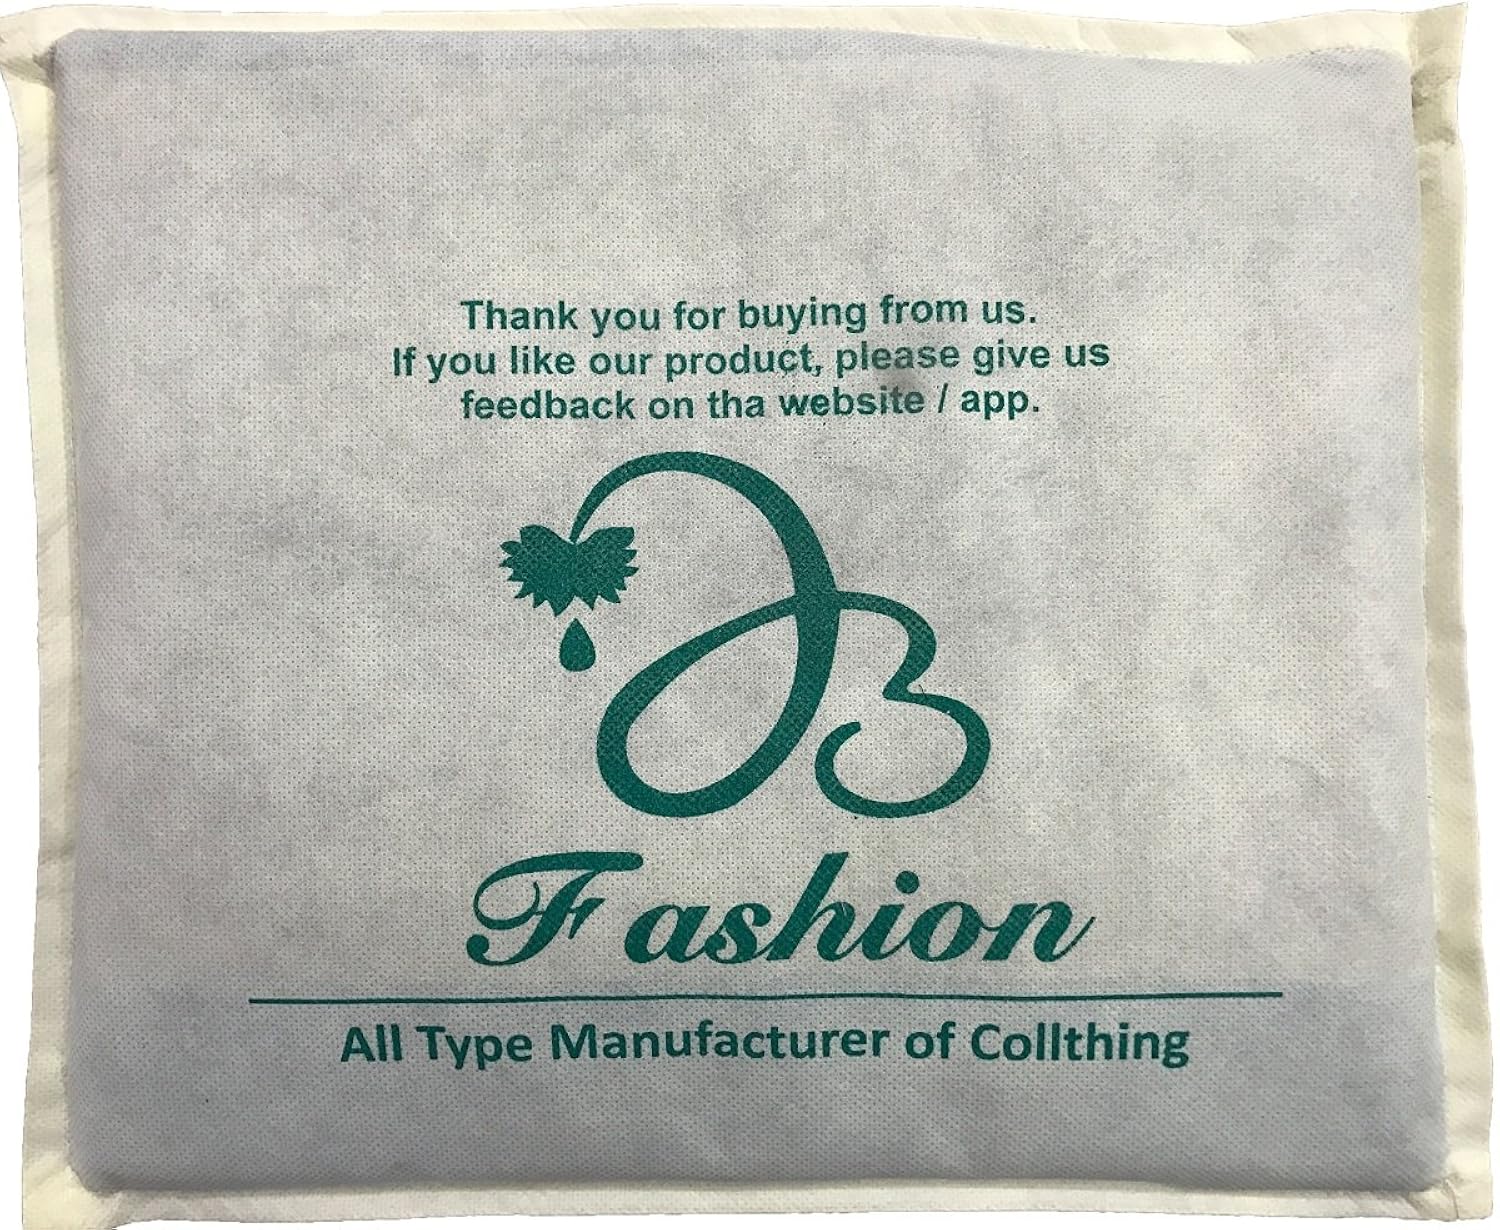 Thank you for buying from us.
If you like our product, please give us
feedback on tha website / app.
Fashion
All Type Manufacturer of Collthing